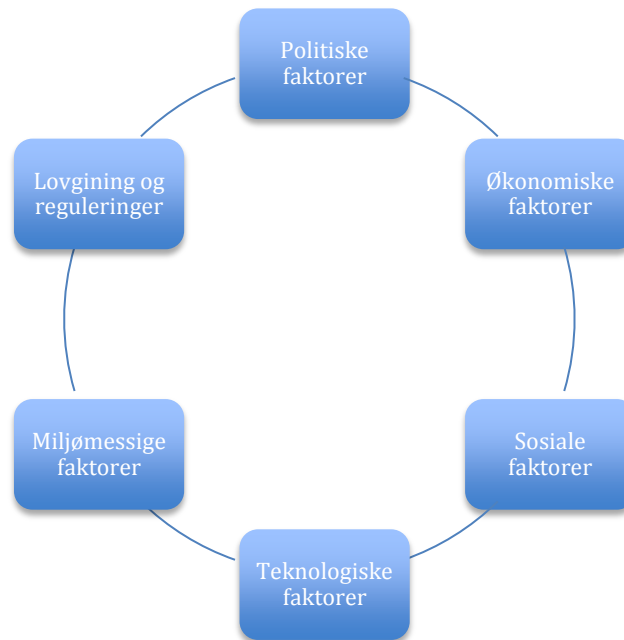 Politiske
faktorer
Økonomiske
faktorer
Sosiale
faktorer
Teknologiske
faktorer
Miljømessige
faktorer
Lovgining og
reguleringer